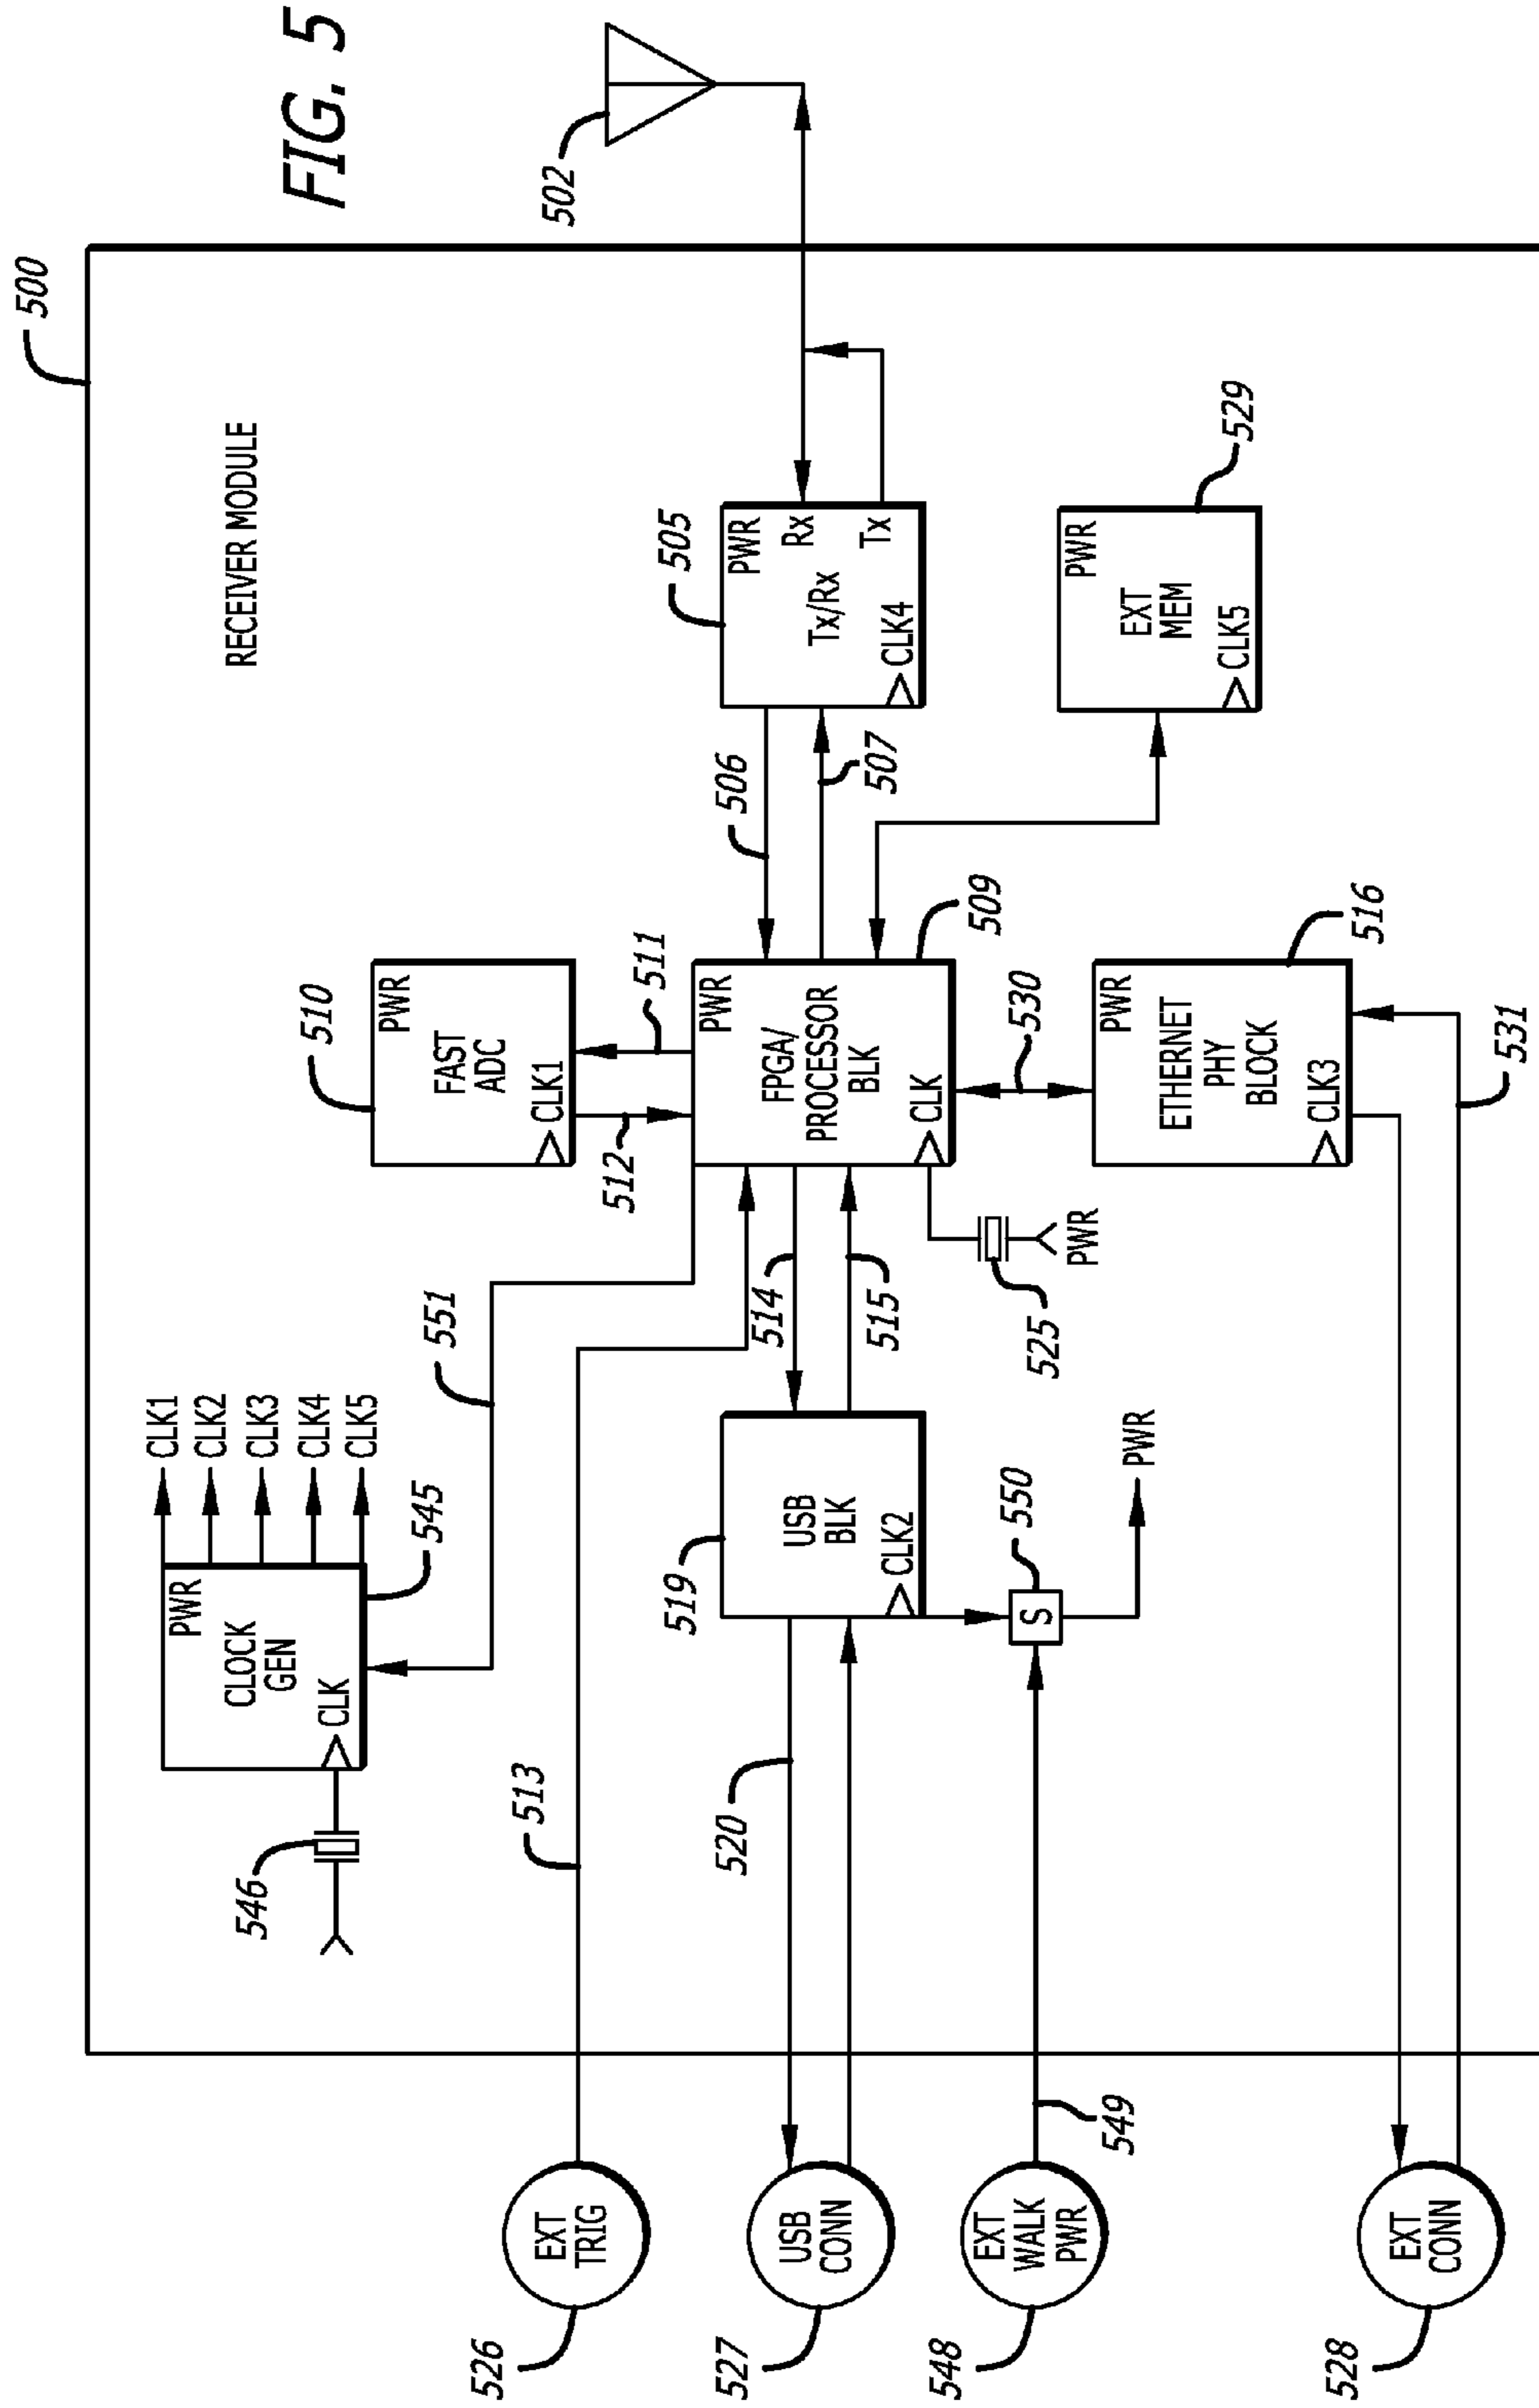 FIG. 5
500
RECEIVER MODULE
502
546
CLOCK
GEN
PWR
CLK
545
CLK1
CLK2
CLK3
CLK4
CLK5
551
510
FAST
ADC
PWR
CLK1
512
511
526
EXT
TRIG
513
527
USB
CONN
520
519
USB
BLK
CLK2
514
515
FPGA/
PROCESSOR
BLK
PWR
CLK
509
506
507
505
PWR
Rx
Tx/Rx
Tx
CLK4
548
EXT
WALK
PWR
549
S
550
PWR
525
PWR
530
EXT
MEM
PWR
CLK5
529
528
EXT
CONN
ETHERNET
PHY
BLOCK
PWR
CLK3
516
531